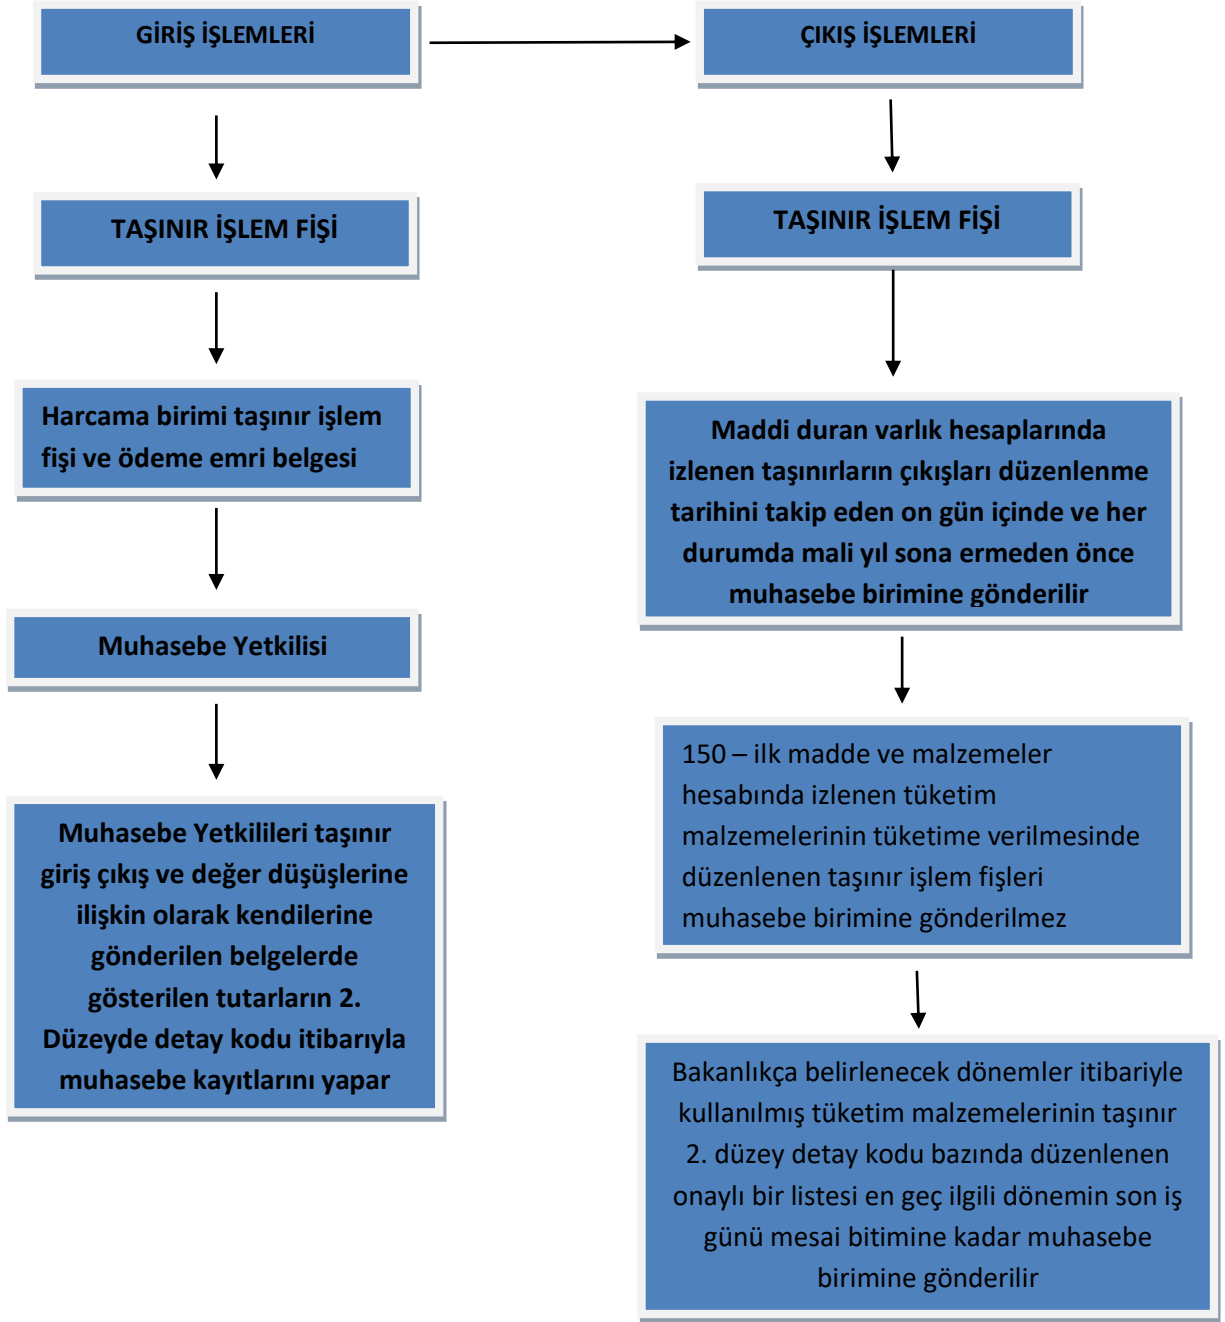 GİRİŞ İŞLEMLERİ
TAŞINIR İŞLEM FİŞİ
Harcama birimi taşınır işlem
fişi ve ödeme emri belgesi
Muhasebe Yetkilisi
Muhasebe Yetkilileri taşınır
giriş çıkış ve değer düşüşlerine
ilişkin olarak kendilerine
gönderilen belgelerde
gösterilen tutarların 2.
Düzeyde detay kodu itibarıyla
muhasebe kayıtlarını yapar
ÇIKIŞ İŞLEMLERİ
TAŞINIR İŞLEM FİŞİ
Maddi duran varlık hesaplarında
izlenen taşınırların çıkışları düzenlenme
tarihini takip eden on gün içinde ve her
durumda mali yıl sona ermeden önce
muhasebe birimine gönderilir
150 – ilk madde ve malzemeler
hesabında izlenen tüketim
malzemelerinin tüketime verilmesinde
düzenlenen taşınır işlem fişleri
muhasebe birimine gönderilmez
Bakanlıkça belirlenecek dönemler itibariyle
kullanılmış tüketim malzemelerinin taşınır
2. düzey detay kodu bazında düzenlenen
onaylı bir listesi en geç ilgili dönemin son iş
günü mesai bitimine kadar muhasebe
birimine gönderilir